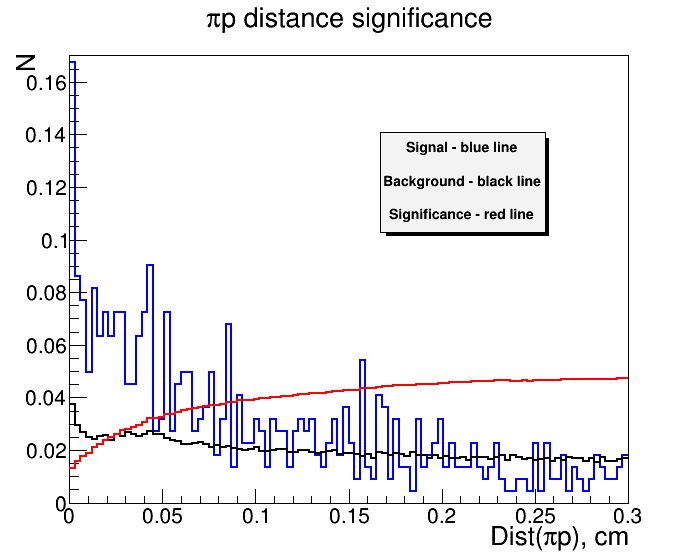 πp distance significance
N
0.16
0.14
0.12
0.1
0.08
0.06
0.04
0.02
0
Signal - blue line
Background - black line
Significance - red line
0 0.05 0.1 0.15 0.2 0.25 0.3
Dist(πp), cm